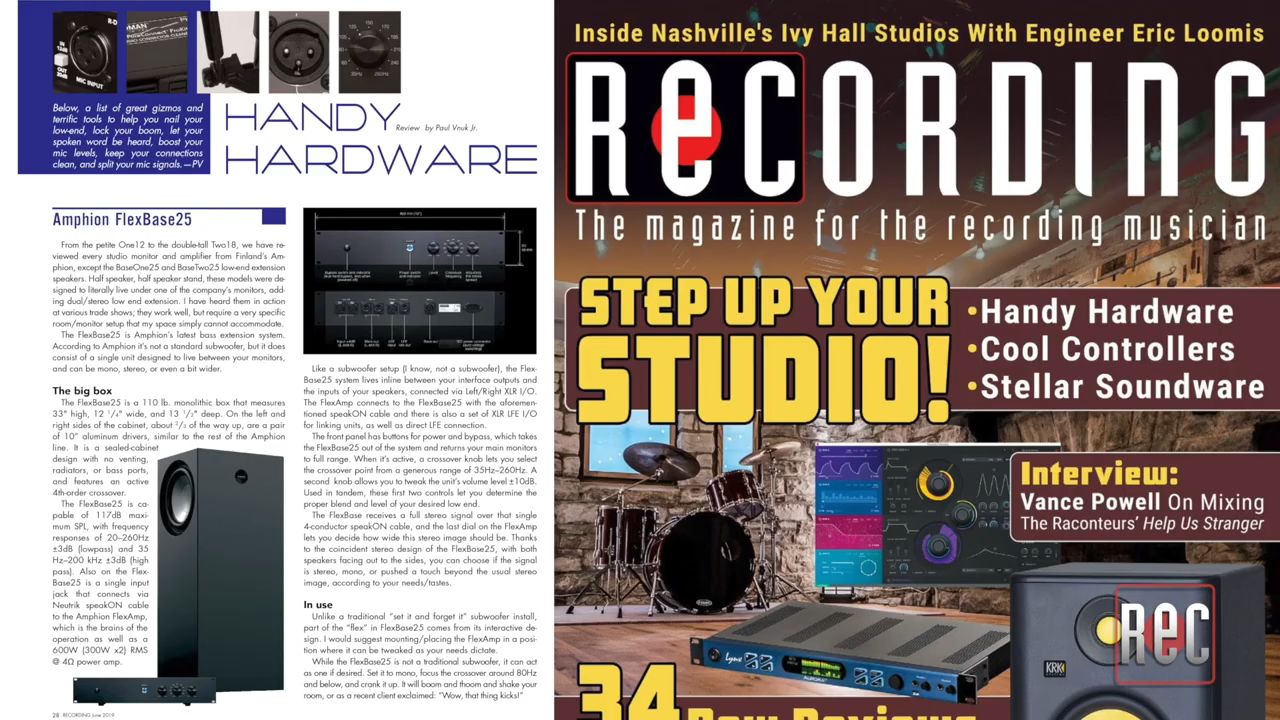 R-D
IN
10dB
OUT
30dB
MIC INPUT
150
260HZ
Below, a list of great gizmos and
terrific tools to help you nail your
low-end, lock your boom, let your
spoken word be heard, boost your
mic levels, keep your connections
clean, and split your mic signals.—PV
HANDY
Review by Paul Vnuk Jr.
HARDWARE
Amphion FlexBase25
From the petite One12 to the double-tall Two18, we have re-
viewed every studio monitor and amplifier from Finland's Am-
phion, except the BaseOne25 and BaseTwo25 low-end extension
speakers. Half speaker, half speaker stand, these models were de-
signed to literally live under one of the company's monitors, add-
ing dual/stereo low end extension. I have heard them in action
at various trade shows; they work well, but require a very specific
room/monitor setup that my space simply cannot accommodate.
The FlexBase25 is Amphion's latest bass extension system.
According to Amphion it's not a standard subwoofer, but it does
consist of a single unit designed to live between your monitors,
and can be mono, stereo, or even a bit wider.
The big box
The FlexBase25 is a 110 lb. monolithic box that measures
33" high, 12 1/4" wide, and 13 1/2" deep. On the left and
right sides of the cabinet, about 2/3 of the way up, are a pair
of 10" aluminum drivers, similar to the rest of the Amphion
line. It is a sealed-cabinet
design with no venting,
radiators, or bass ports,
and features an active
4th-order crossover.
The FlexBase25 is ca-
pable of 117dB maxi-
mum SPL, with frequency
responses of 20–260Hz
±3dB (lowpass) and 35
Hz–200 kHz ±3dB (high
pass). Also on the Flex-
Base25 is a single input
jack that connects via
Neutrik speakON cable
to the Amphion FlexAmp,
which is the brains of the
operation as well as a
600W (300W x2) RMS
@ 4Ω power amp.
28 RECORDING June 2019
Like a subwoofer setup (I know, not a subwoofer), the Flex-
Base25 system lives inline between your interface outputs and
the inputs of your speakers, connected via Left/Right XLR I/O.
The FlexAmp connects to the FlexBase25 with the aforemen-
tioned speakON cable and there is also a set of XLR LFE I/O
for linking units, as well as direct LFE connection.
The front panel has buttons for power and bypass, which takes
the FlexBase25 out of the system and returns your main monitors
to full range. When it's active, a crossover knob lets you select
the crossover point from a generous range of 35Hz–260Hz. A
second knob allows you to tweak the unit's volume level ±10dB.
Used in tandem, these first two controls let you determine the
proper blend and level of your desired low end.
The FlexBase receives a full stereo signal over that single
4-conductor speakON cable, and the last dial on the FlexAmp
lets you decide how wide this stereo image should be. Thanks
to the coincident stereo design of the FlexBase25, with both
speakers facing out to the sides, you can choose if the signal
is stereo, mono, or pushed a touch beyond the usual stereo
image, according to your needs/tastes.
In use
Unlike a traditional "set it and forget it" subwoofer install,
part of the "flex" in FlexBase25 comes from its interactive de-
sign. I would suggest mounting/placing the FlexAmp in a posi-
tion where it can be tweaked as your needs dictate.
While the FlexBase25 is not a traditional subwoofer, it can act
as one if desired. Set it to mono, focus the crossover around 80Hz
and below, and crank it up. It will boom and thoom and shake your
room, or as a recent client exclaimed: "Wow, that thing kicks!"
Inside Nashville's Ivy Hall Studios With Engineer Eric Loomis
RECORDING
The magazine for the recording musician
STEP UP YOUR
STUDIO!
•Handy Hardware
•Cool Controllers
•Stellar Soundware
Interview:
Vance Powell On Mixing
The Raconteurs' Help Us Stranger
Lynx
AURORA
KRK
REC
34
New Reviews